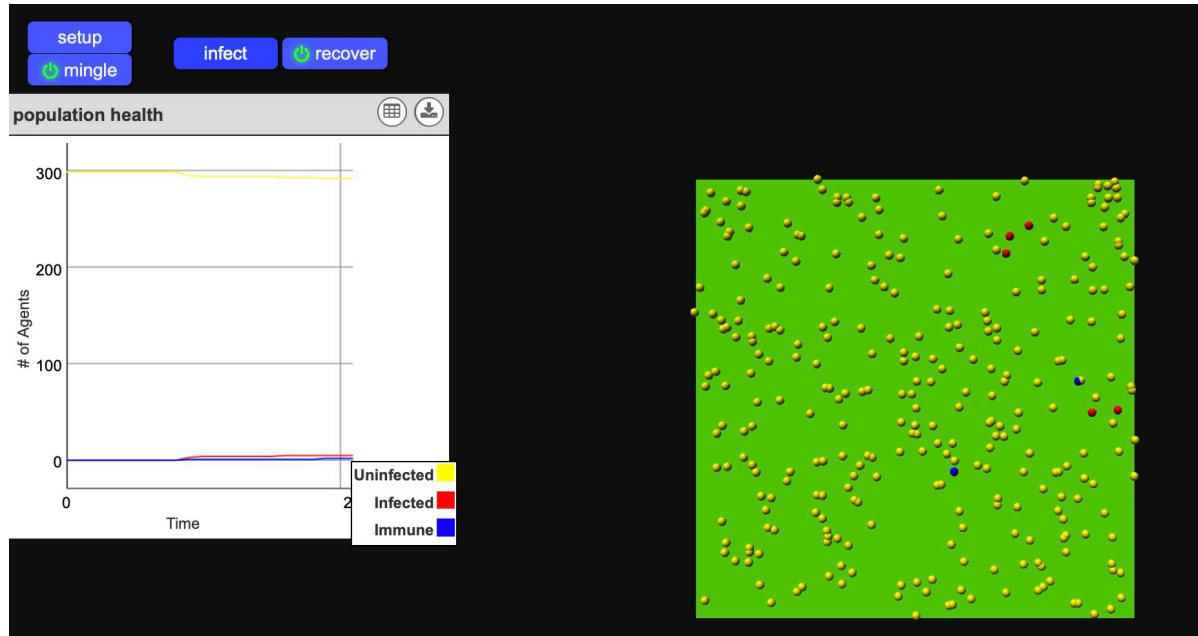 setup
mingle
infect
recover
population health
# of Agents
300
200
100
0
0
2
Time
Uninfected
Infected
Immune